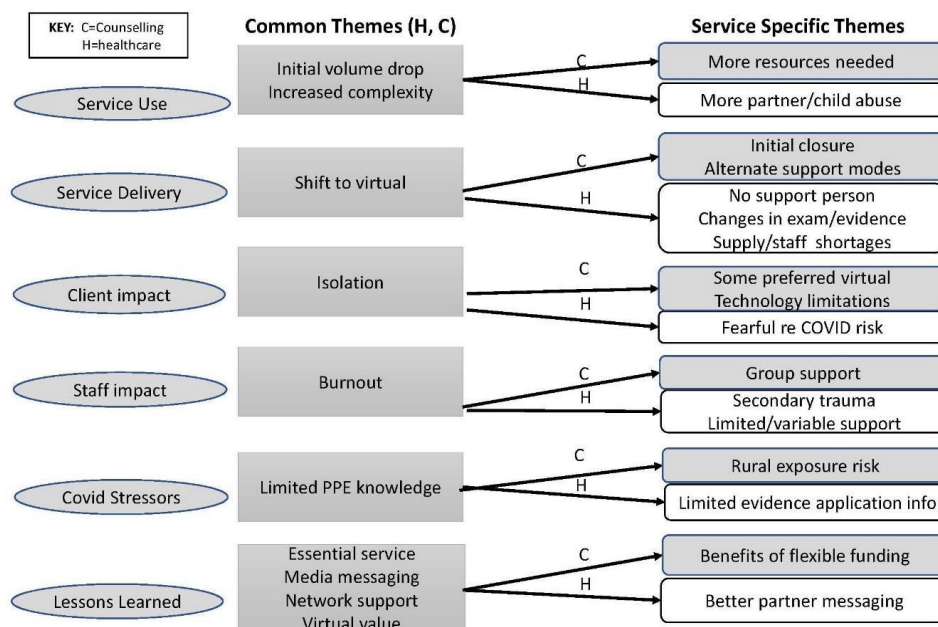 KEY: C=Counselling
H=healthcare
Common Themes (H, C)
Service Specific Themes
Service Use
Initial volume drop
Increased complexity
C
H
More resources needed
More partner/child abuse
Service Delivery
Shift to virtual
C
H
Initial closure
Alternate support modes
No support person
Changes in exam/evidence
Supply/staff shortages
Client impact
Isolation
C
H
Some preferred virtual
Technology limitations
Fearful re COVID risk
Staff impact
Burnout
C
H
Group support
Secondary trauma
Limited/variable support
Covid Stressors
Limited PPE knowledge
C
H
Rural exposure risk
Limited evidence application info
Lessons Learned
Essential service
Media messaging
Network support
Virtual value
C
H
Benefits of flexible funding
Better partner messaging